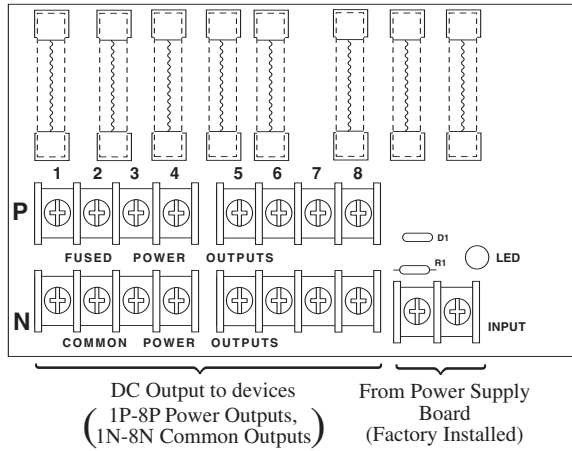 1 2 3 4 5 6 7 8
P
FUSED POWER OUTPUTS
D1
R1
LED
N
COMMON POWER OUTPUTS
INPUT
DC Output to devices
(1P-8P Power Outputs,
1N-8N Common Outputs)
From Power Supply
Board
(Factory Installed)